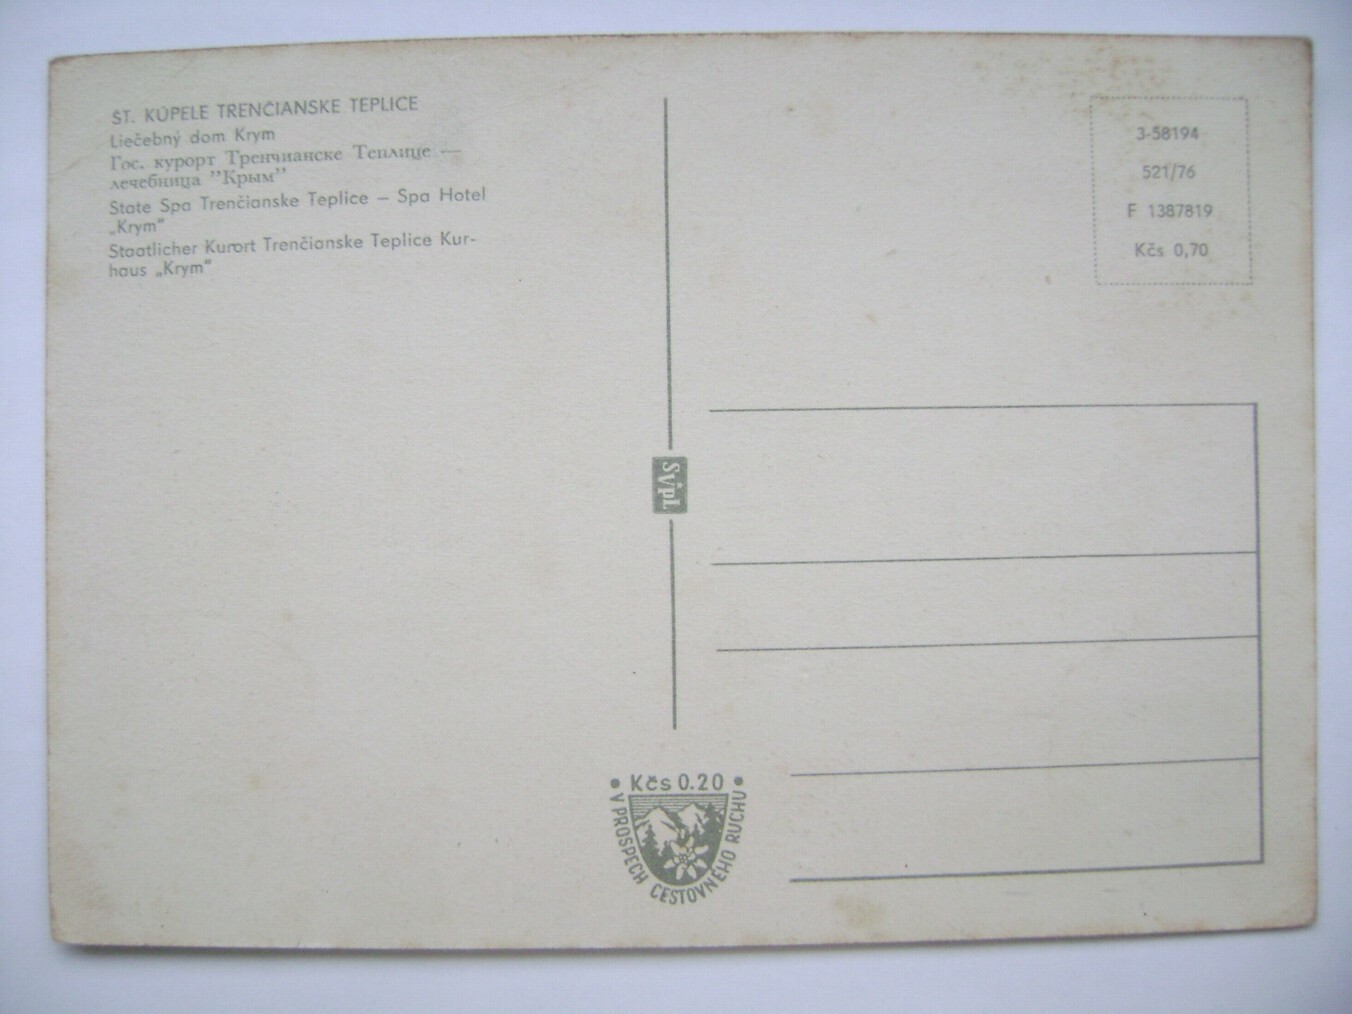 ŠT. KÚPELE TRENČIANSKE TEPLICE
Liečebný dom Krym
Гос. курорт Тренчианске Теплице —
лечебница ”Крым”
State Spa Trenčianske Teplice – Spa Hotel
„Krym”
Staatlicher Kurort Trenčianske Teplice Kur-
haus „Krym”
3-58194
521/76
F 1387819
Kčs 0,70
SVpL
• Kčs 0.20 •
V PROSPECH CESTOVNÉHO RUCHU